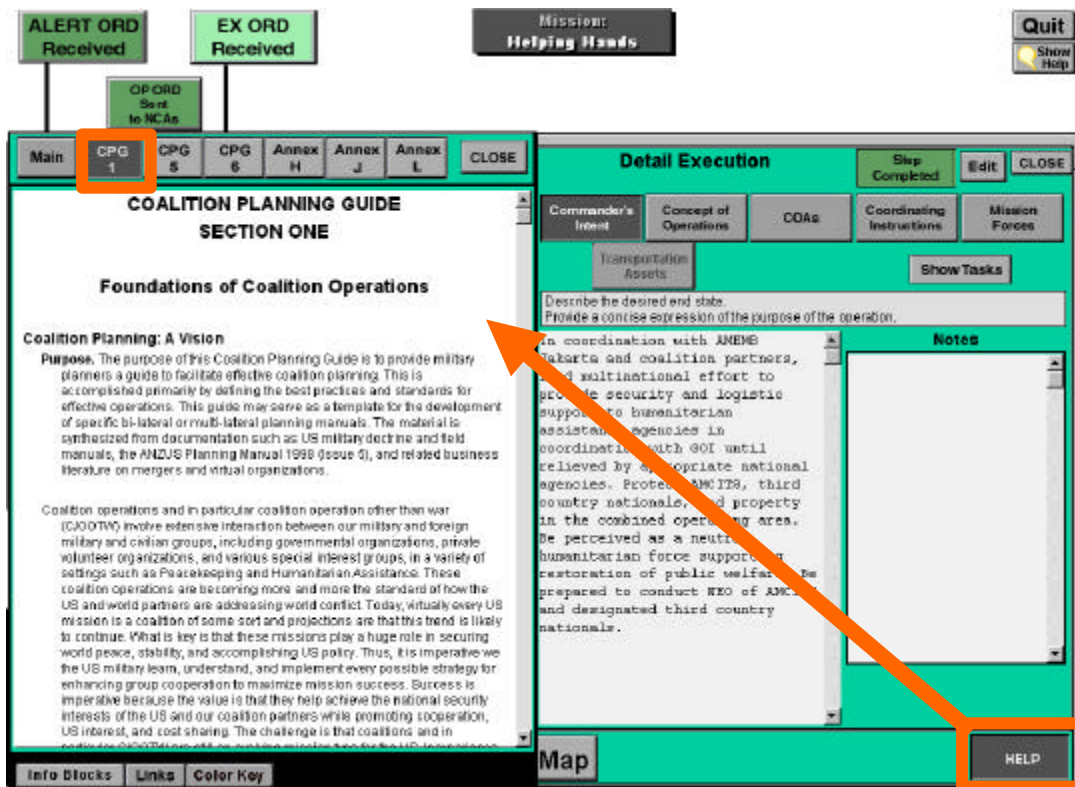 ALERT ORD
Received
EX ORD
Received
Mission:
Helping Hands
Quit
Show
Help
OP ORD
Sent
to NCAs
Main
CPG
1
CPG
5
CPG
6
Annex
H
Annex
J
Annex
L
CLOSE
COALITION PLANNING GUIDE
SECTION ONE
Foundations of Coalition Operations
Coalition Planning: A Vision
Purpose. The purpose of this Coalition Planning Guide is to provide military
planners a guide to facilitate effective coalition planning. This is
accomplished primarily by defining the best practices and standards for
effective operations. This guide may serve as a template for the development
of specific bi-lateral or multi-lateral planning manuals. The material is
synthesized from documentation such as US military doctrine and field
manuals, the ANZUS Planning Manual 1998 (Issue 5), and related business
literature on mergers and virtual organizations.
Coalition operations and in particular coalition operation other than war
(CJOOTW) involve extensive interaction between our military and foreign
military and civilian groups, including governmental organizations, private
volunteer organizations, and various special interest groups, in a variety of
settings such as Peacekeeping and Humanitarian Assistance. These
coalition operations are becoming more and more the standard of how the
US and world partners are addressing world conflict. Today, virtually every US
mission is a coalition of some sort and projections are that this trend is likely
to continue. What is key is that these missions play a huge role in securing
world peace, stability, and accomplishing US policy. Thus, it is imperative we
the US military learn, understand, and implement every possible strategy for
enhancing group cooperation to maximize mission success. Success is
imperative because the value is that they help achieve the national security
interests of the US and our coalition partners while promoting cooperation,
US interest, and cost sharing. The challenge is that coalitions and in
Info Blocks
Links
Color Key
Detail Execution
Step
Completed
Edit
CLOSE
Commander's
Intent
Concept of
Operations
COAs
Coordinating
Instructions
Mission
Forces
Transportation
Assets
Show Tasks
Describe the desired end state.
Provide a concise expression of the purpose of the operation.
In coordination with AMEMB
Jakarta and coalition partners,
multinational effort to
provide security and logistic
support to humanitarian
assistance agencies in
coordination with GOI until
relieved by appropriate national
agencies. Protect AMCITS, third
country nationals, and property
in the combined operating area.
Be perceived as a neutral
humanitarian force supporting
restoration of public welfare. Be
prepared to conduct NEO of
and designated third country
nationals.
Notes
Map
HELP